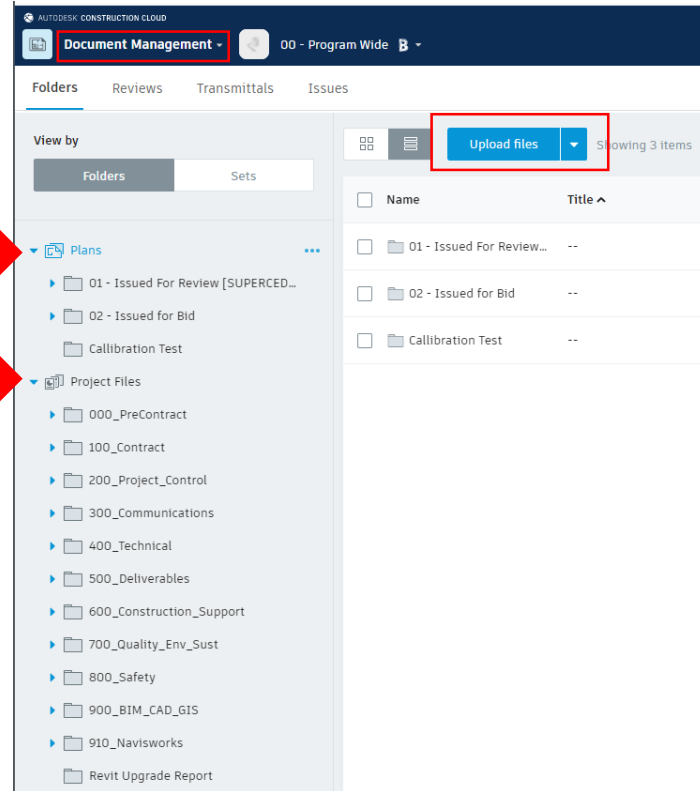 AUTODESK CONSTRUCTION CLOUD
Document Management
00 - Program Wide B
Folders Reviews Transmittals Issues
View by
Folders Sets
Upload files
Showing 3 items
Name Title
Plans
01 - Issued For Review [SUPERCED...
02 - Issued for Bid
Callibration Test
Project Files
000_PreContract
100_Contract
200_Project_Control
300_Communications
400_Technical
500_Deliverables
600_Construction_Support
700_Quality_Env_Sust
800_Safety
900_BIM_CAD_GIS
910_Navisworks
Revit Upgrade Report
01 - Issued For Review... --
02 - Issued for Bid --
Callibration Test --